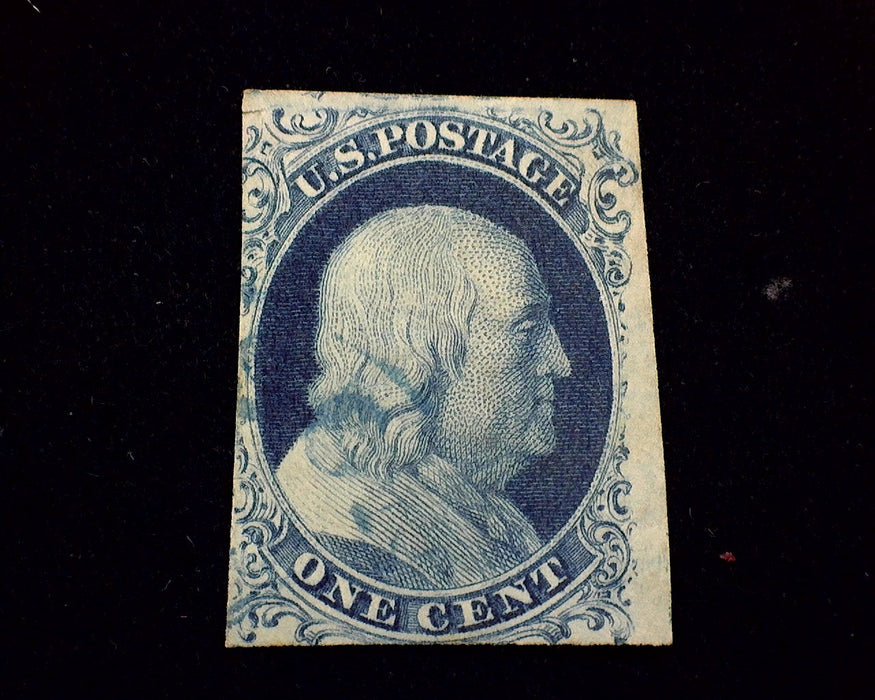 U.S. POSTAGE
ONE CENT